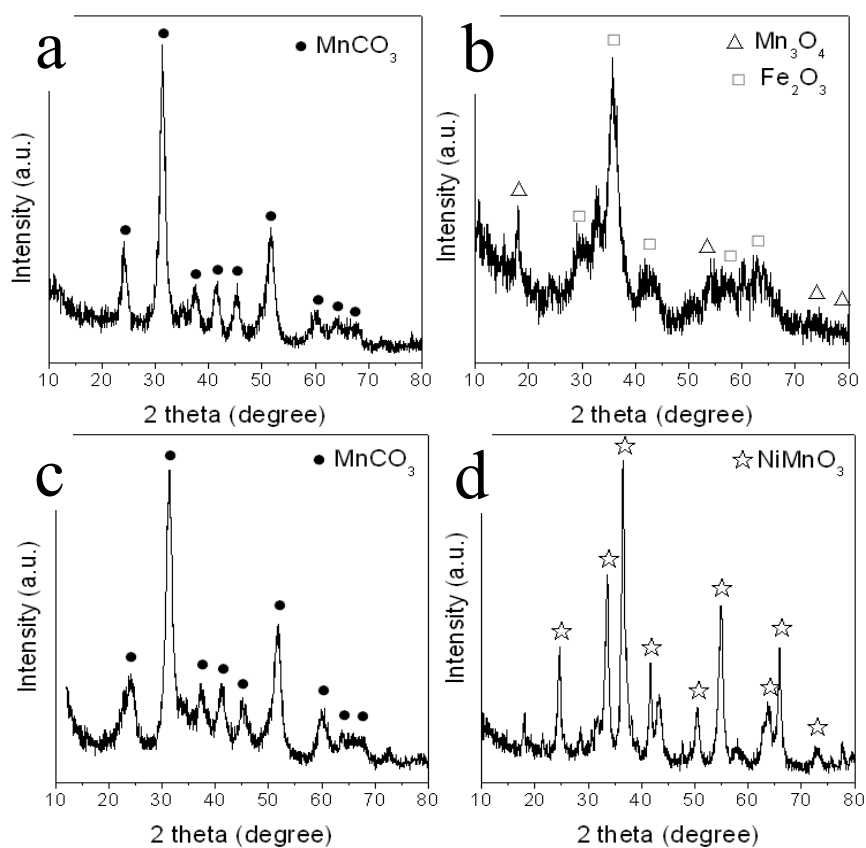 a
● MnCO₃
Intensity (a.u.)
10 20 30 40 50 60 70 80
2 theta (degree)
b
△ Mn₃O₄
□ Fe₂O₃
Intensity (a.u.)
10 20 30 40 50 60 70 80
2 theta (degree)
c
● MnCO₃
Intensity (a.u.)
10 20 30 40 50 60 70 80
2 theta (degree)
d
☆ NiMnO₃
Intensity (a.u.)
10 20 30 40 50 60 70 80
2 theta (degree)